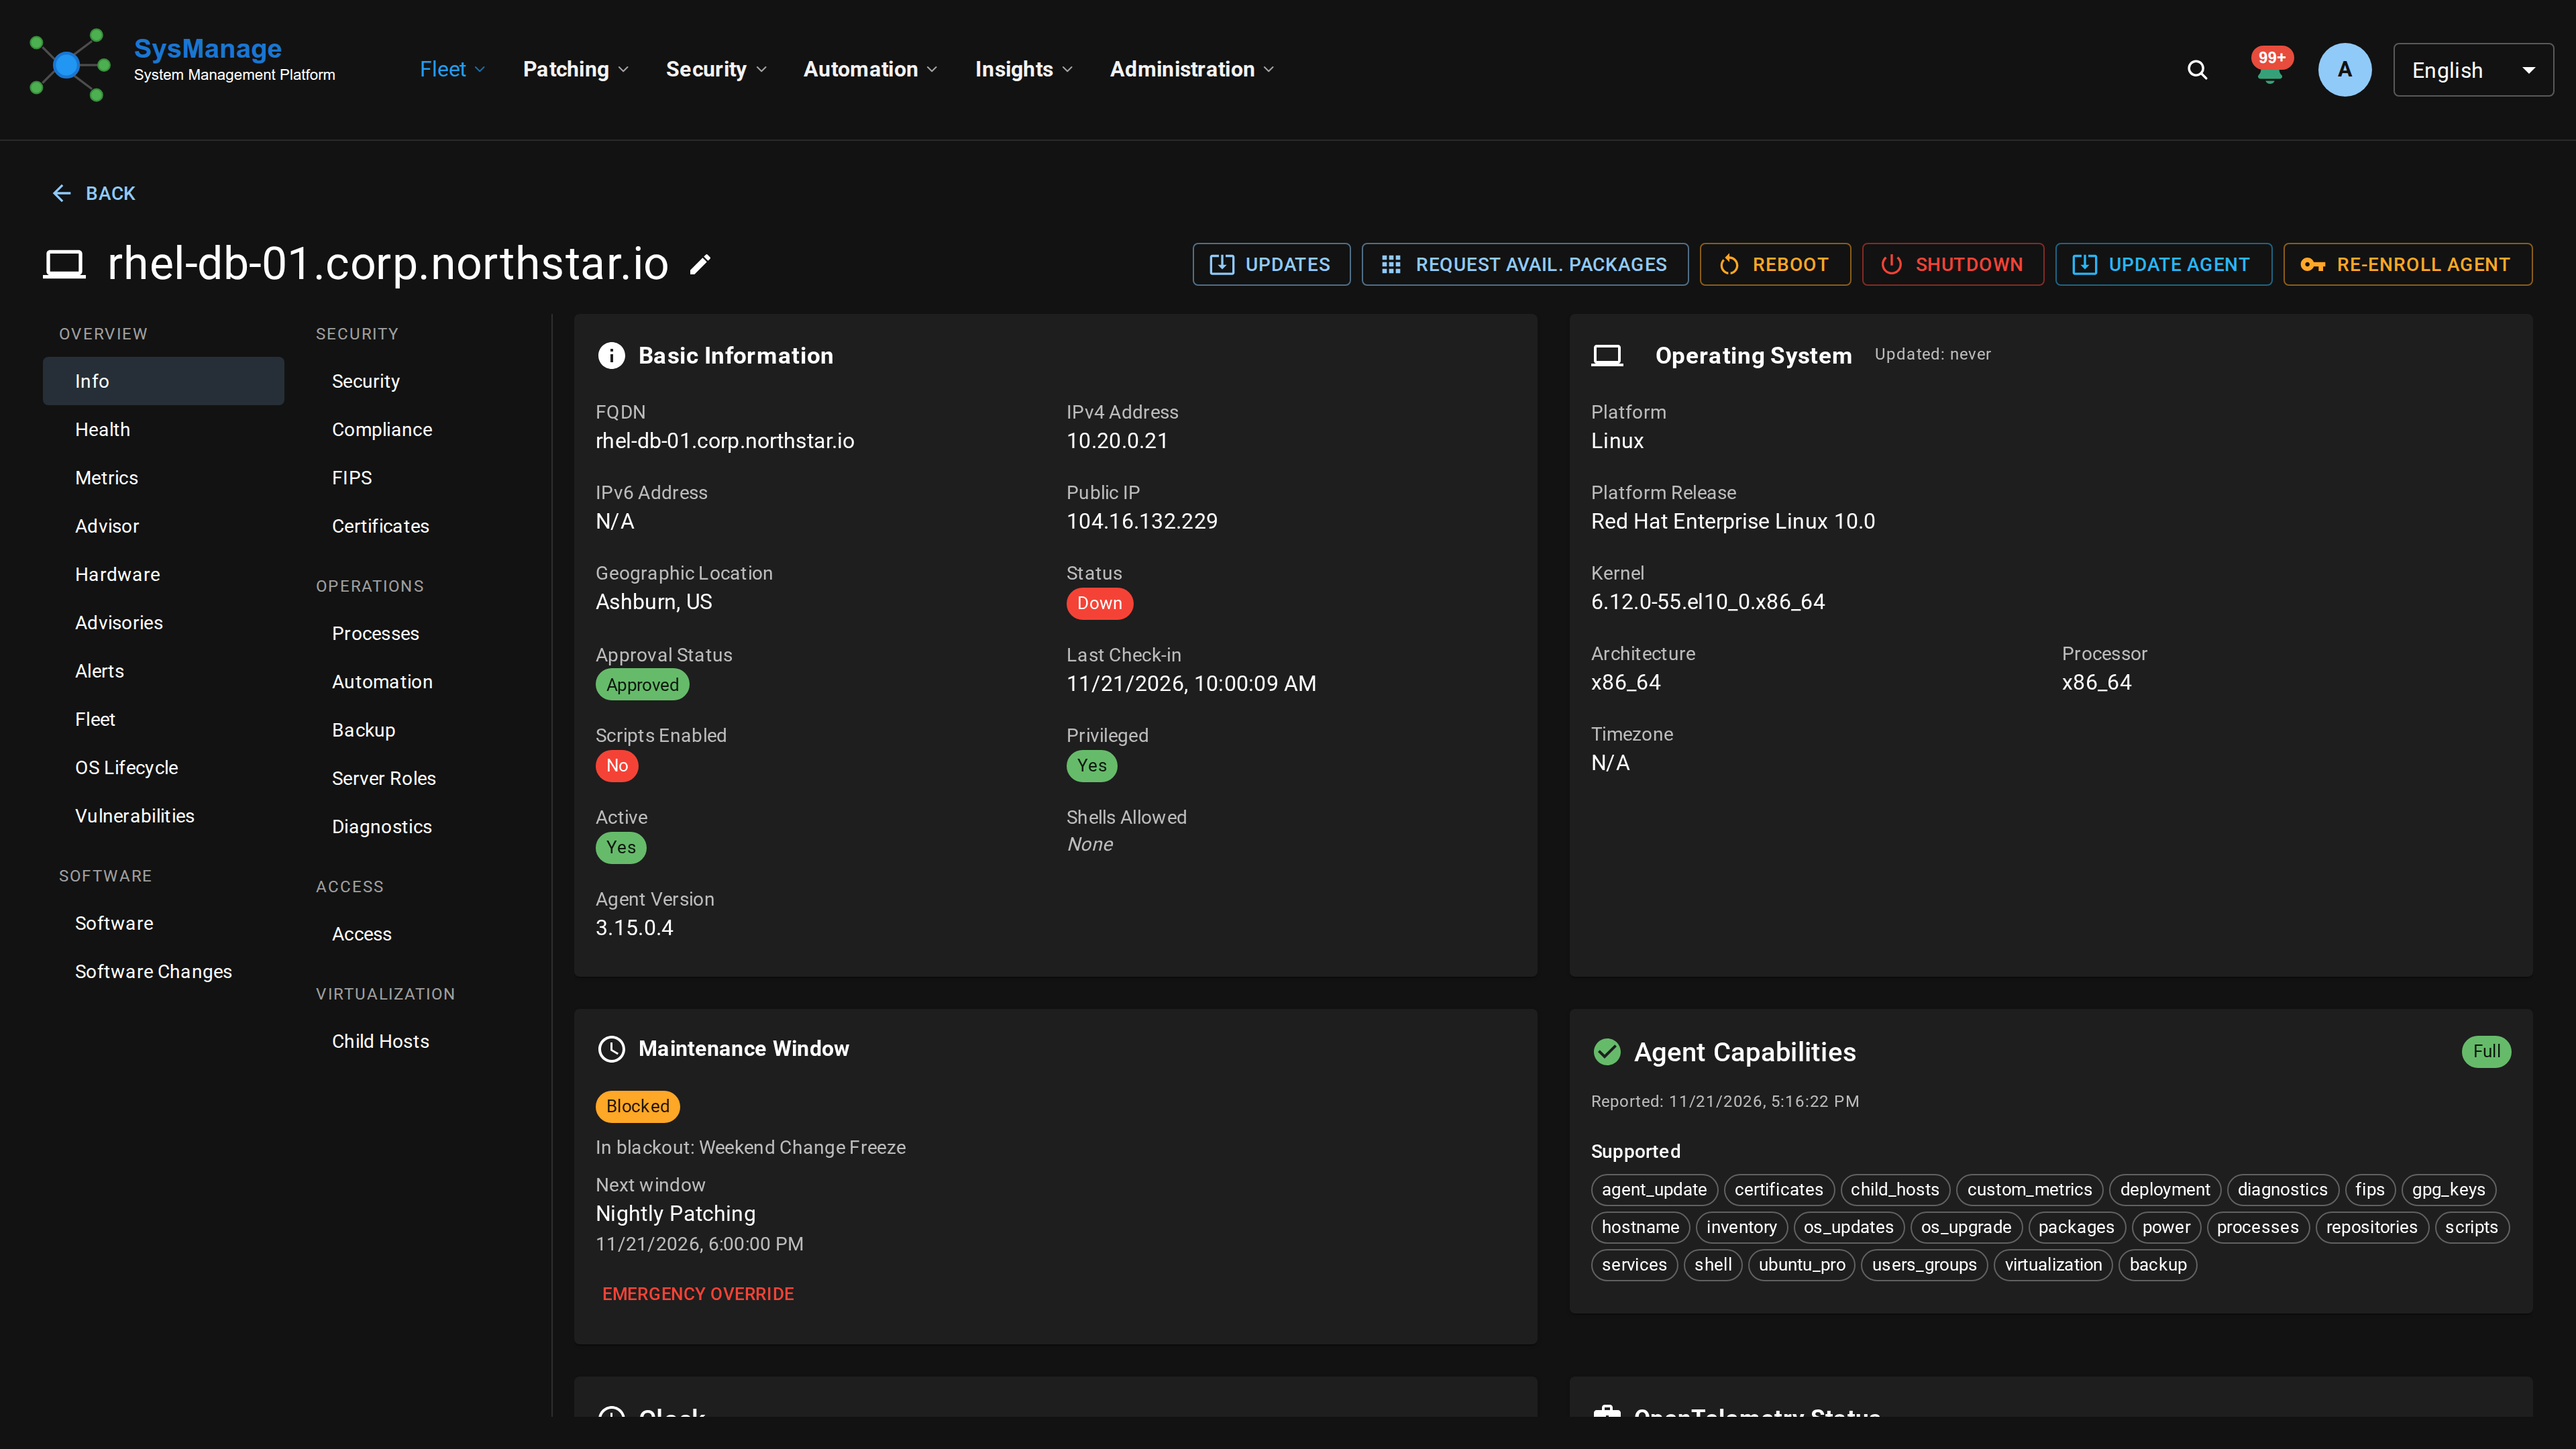 SysManage
System Management Platform
Fleet
Patching
Security
Automation
Insights
Administration
99+
A
English
BACK
rhel-db-01.corp.northstar.io
UPDATES
REQUEST AVAIL. PACKAGES
REBOOT
SHUTDOWN
UPDATE AGENT
RE-ENROLL AGENT
OVERVIEW
Info
Health
Metrics
Advisor
Hardware
Advisories
Alerts
Fleet
OS Lifecycle
Vulnerabilities
SOFTWARE
Software
Software Changes
SECURITY
Security
Compliance
FIPS
Certificates
OPERATIONS
Processes
Automation
Backup
Server Roles
Diagnostics
ACCESS
Access
VIRTUALIZATION
Child Hosts
Basic Information
FQDN
rhel-db-01.corp.northstar.io
IPv4 Address
10.20.0.21
IPv6 Address
N/A
Public IP
104.16.132.229
Geographic Location
Ashburn, US
Status
Down
Approval Status
Approved
Last Check-in
11/21/2026, 10:00:09 AM
Scripts Enabled
No
Privileged
Yes
Active
Yes
Shells Allowed
None
Agent Version
3.15.0.4
Operating System
Updated: never
Platform
Linux
Platform Release
Red Hat Enterprise Linux 10.0
Kernel
6.12.0-55.el10_0.x86_64
Architecture
x86_64
Processor
x86_64
Timezone
N/A
Maintenance Window
Blocked
In blackout: Weekend Change Freeze
Next window
Nightly Patching
11/21/2026, 6:00:00 PM
EMERGENCY OVERRIDE
Agent Capabilities
Full
Reported: 11/21/2026, 5:16:22 PM
Supported
agent_update certificates child_hosts custom_metrics deployment diagnostics fips gpg_keys
hostname inventory os_updates os_upgrade packages power processes repositories scripts
services shell ubuntu_pro users_groups virtualization backup
Clock
OpenTelemetry Status